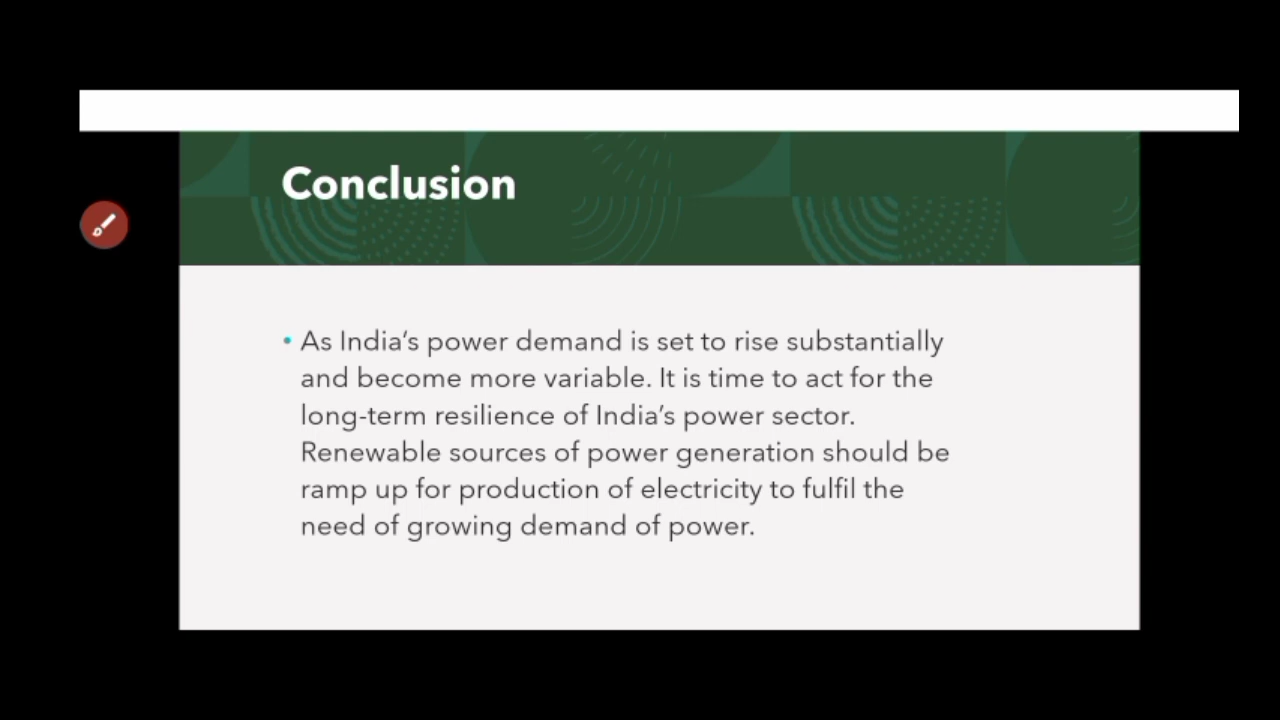 Conclusion
• As India’s power demand is set to rise substantially
and become more variable. It is time to act for the
long-term resilience of India’s power sector.
Renewable sources of power generation should be
ramp up for production of electricity to fulfil the
need of growing demand of power.